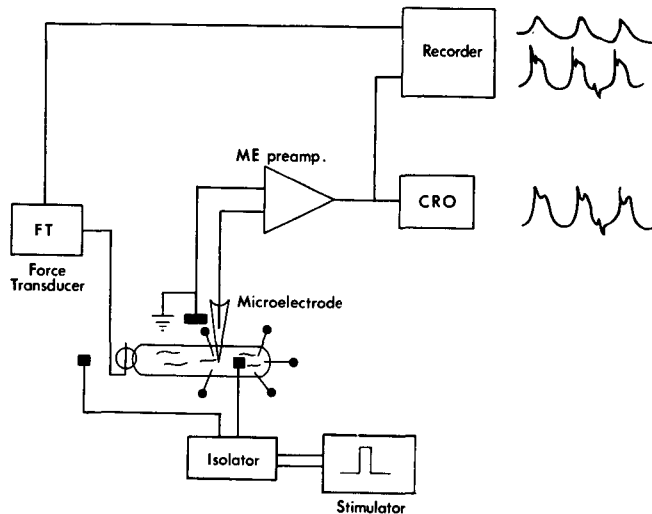 Recorder
ME preamp.
CRO
FT
Force
Transducer
Microelectrode
Isolator
Stimulator